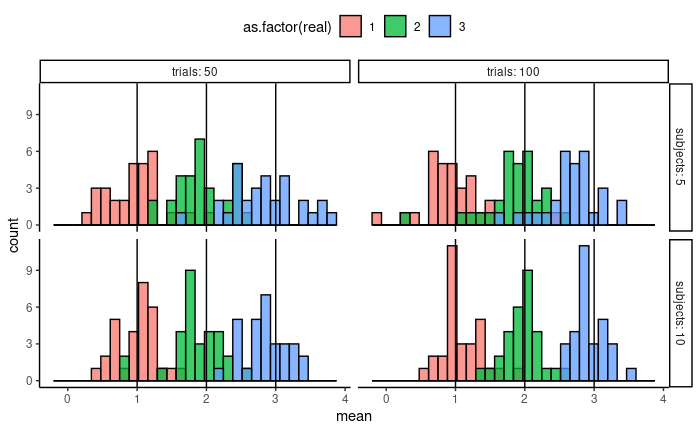 as.factor(real) 1 2 3
trials: 50 trials: 100
9
6
3
0
subjects: 5
count
9
6
3
0
subjects: 10
0 1 2 3 4 0 1 2 3 4
mean